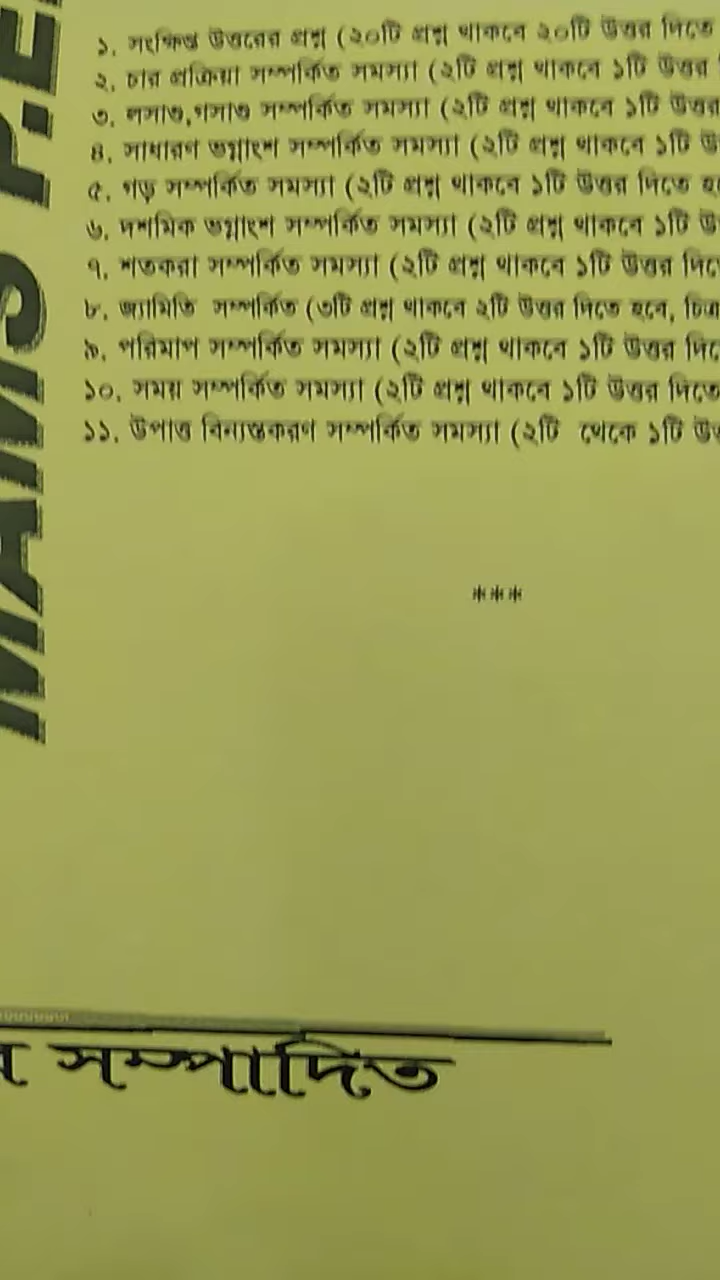 ১. সংক্ষিপ্ত উত্তরের প্রশ্ন (২০টি প্রশ্ন থাকবে ২০টি উত্তর দিতে
২. চার প্রক্রিয়া সম্পর্কিত সমস্যা (২টি প্রশ্ন থাকবে ১টি উত্তর
৩. লসাগু,গসাগু সম্পর্কিত সমস্যা (২টি প্রশ্ন থাকবে ১টি উত্তর
৪. সাধারণ ভগ্নাংশ সম্পর্কিত সমস্যা (২টি প্রশ্ন থাকবে ১টি
৫. গড় সম্পর্কিত সমস্যা (২টি প্রশ্ন থাকবে ১টি উত্তর দিতে
৬. দশমিক ভগ্নাংশ সম্পর্কিত সমস্যা (২টি প্রশ্ন থাকবে ১টি
৭. শতকরা সম্পর্কিত সমস্যা (২টি প্রশ্ন থাকবে ১টি উত্তর
৮. জ্যামিতি সম্পর্কিত (৩টি প্রশ্ন থাকবে ২টি উত্তর দিতে হবে,
৯. পরিমাপ সম্পর্কিত সমস্যা (২টি প্রশ্ন থাকবে ১টি উত্তর
১০. সময় সম্পর্কিত সমস্যা (২টি প্রশ্ন থাকবে ১টি উত্তর দিতে
১১. উপাত্ত বিন্যস্তকরণ সম্পর্কিত সমস্যা (২টি থেকে ১টি
***
সম্পাদিত